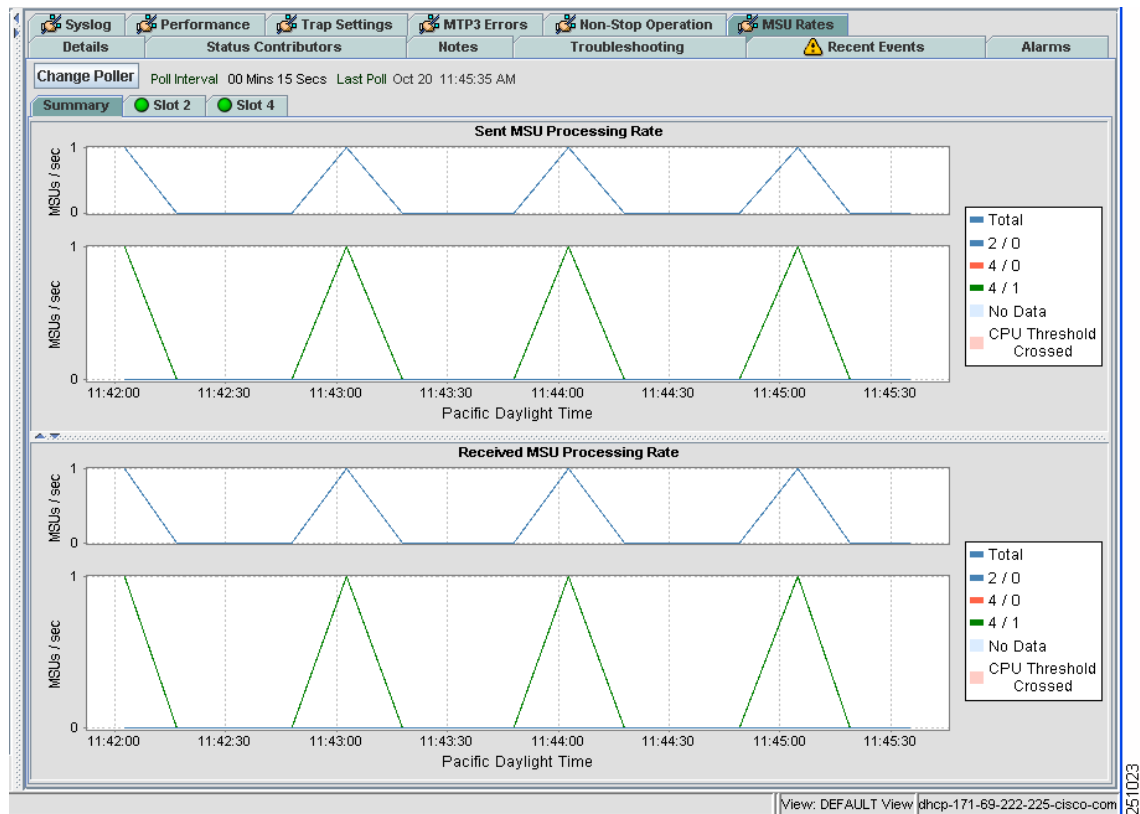 Syslog Performance Trap Settings MTP3 Errors Non-Stop Operation MSU Rates
Details Status Contributors Notes Troubleshooting Recent Events Alarms
Change Poller Poll Interval 00 Mins 15 Secs Last Poll Oct 20 11:45:35 AM
Summary Slot 2 Slot 4
Sent MSU Processing Rate
MSUs / sec
1
0
MSUs / sec
1
0
11:42:00 11:42:30 11:43:00 11:43:30 11:44:00 11:44:30 11:45:00 11:45:30
Pacific Daylight Time
Total
2 / 0
4 / 0
4 / 1
No Data
CPU Threshold
Crossed
Received MSU Processing Rate
MSUs / sec
1
0
MSUs / sec
1
0
11:42:00 11:42:30 11:43:00 11:43:30 11:44:00 11:44:30 11:45:00 11:45:30
Pacific Daylight Time
Total
2 / 0
4 / 0
4 / 1
No Data
CPU Threshold
Crossed
View: DEFAULT View dhcp-171-69-222-225-cisco-com
251023